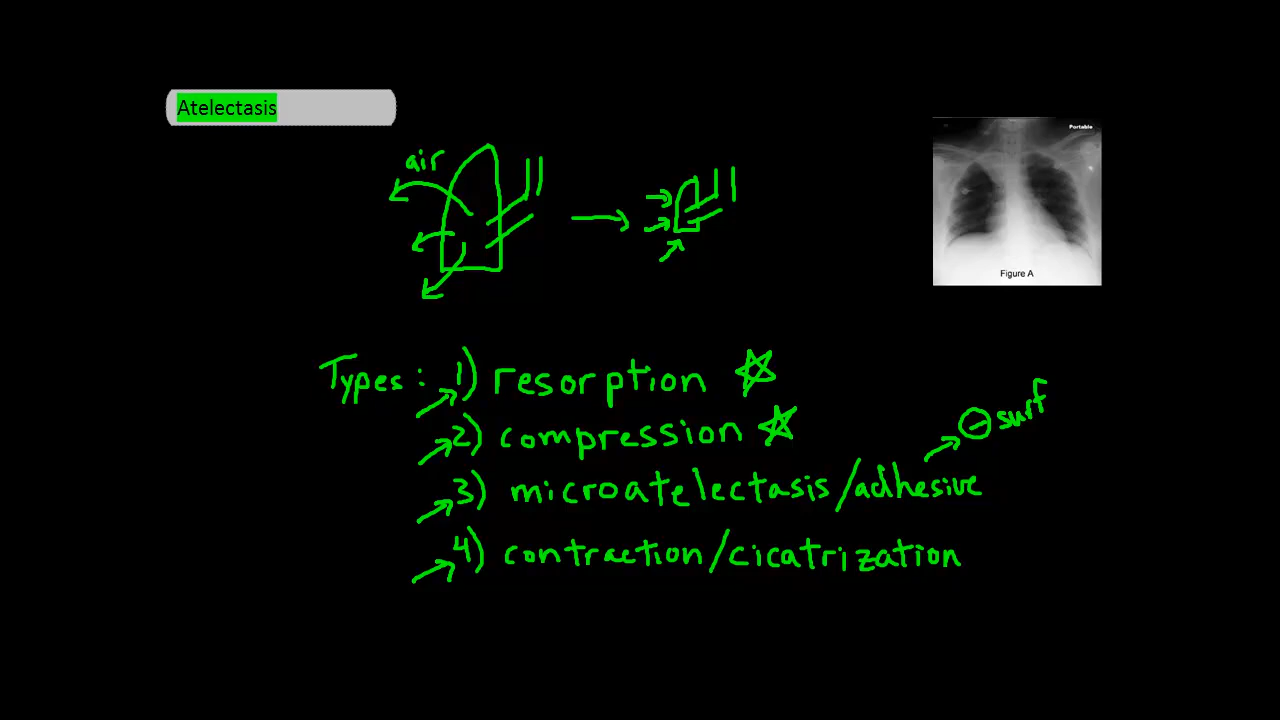 Atelectasis
air
Portable
Figure A
Types: 1) resorption
2) compression
⊖ surf
3) microatelectasis/adhesive
4) contraction/cicatrization